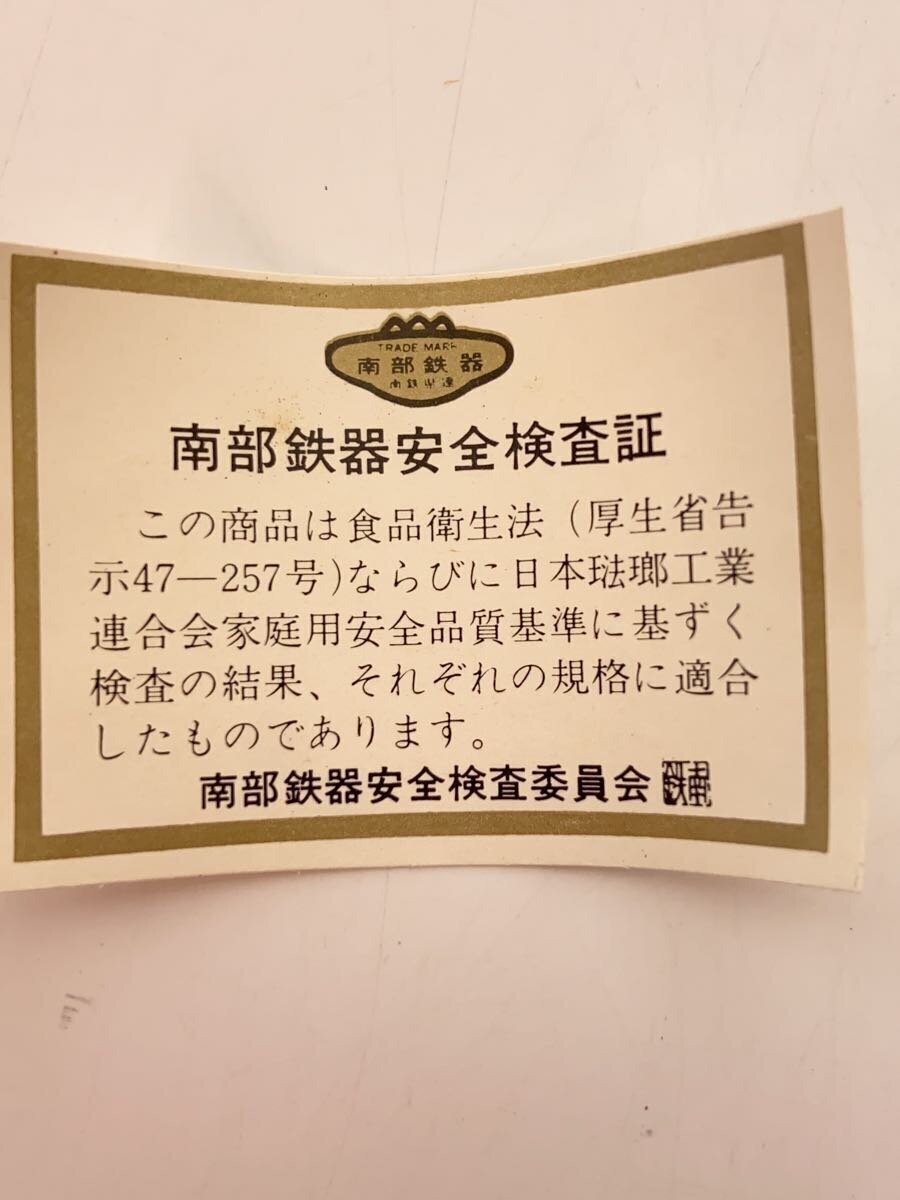 TRADE MARK
南部鉄器
南鉄県連
南部鉄器安全検査証
この商品は食品衛生法（厚生省告
示47—257号)ならびに日本琺瑯工業
連合会家庭用安全品質基準に基ずく
検査の結果、それぞれの規格に適合
したものであります。
南部鉄器安全検査委員会